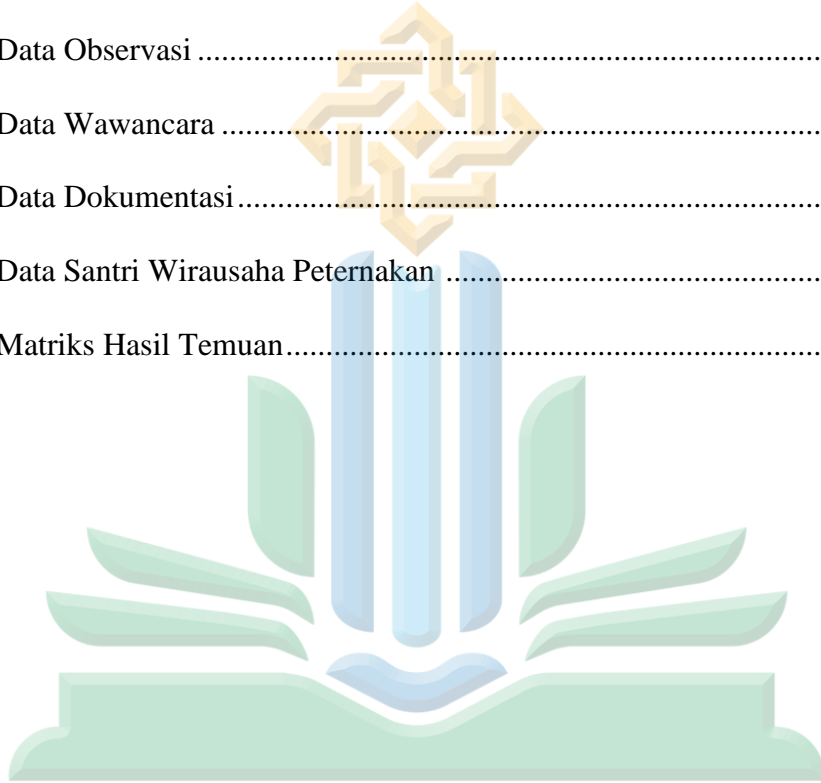 Data Observasi ................................................................................
Data Wawancara .............................................................................
Data Dokumentasi ...........................................................................
Data Santri Wirausaha Peternakan ................................................
Matriks Hasil Temuan .....................................................................